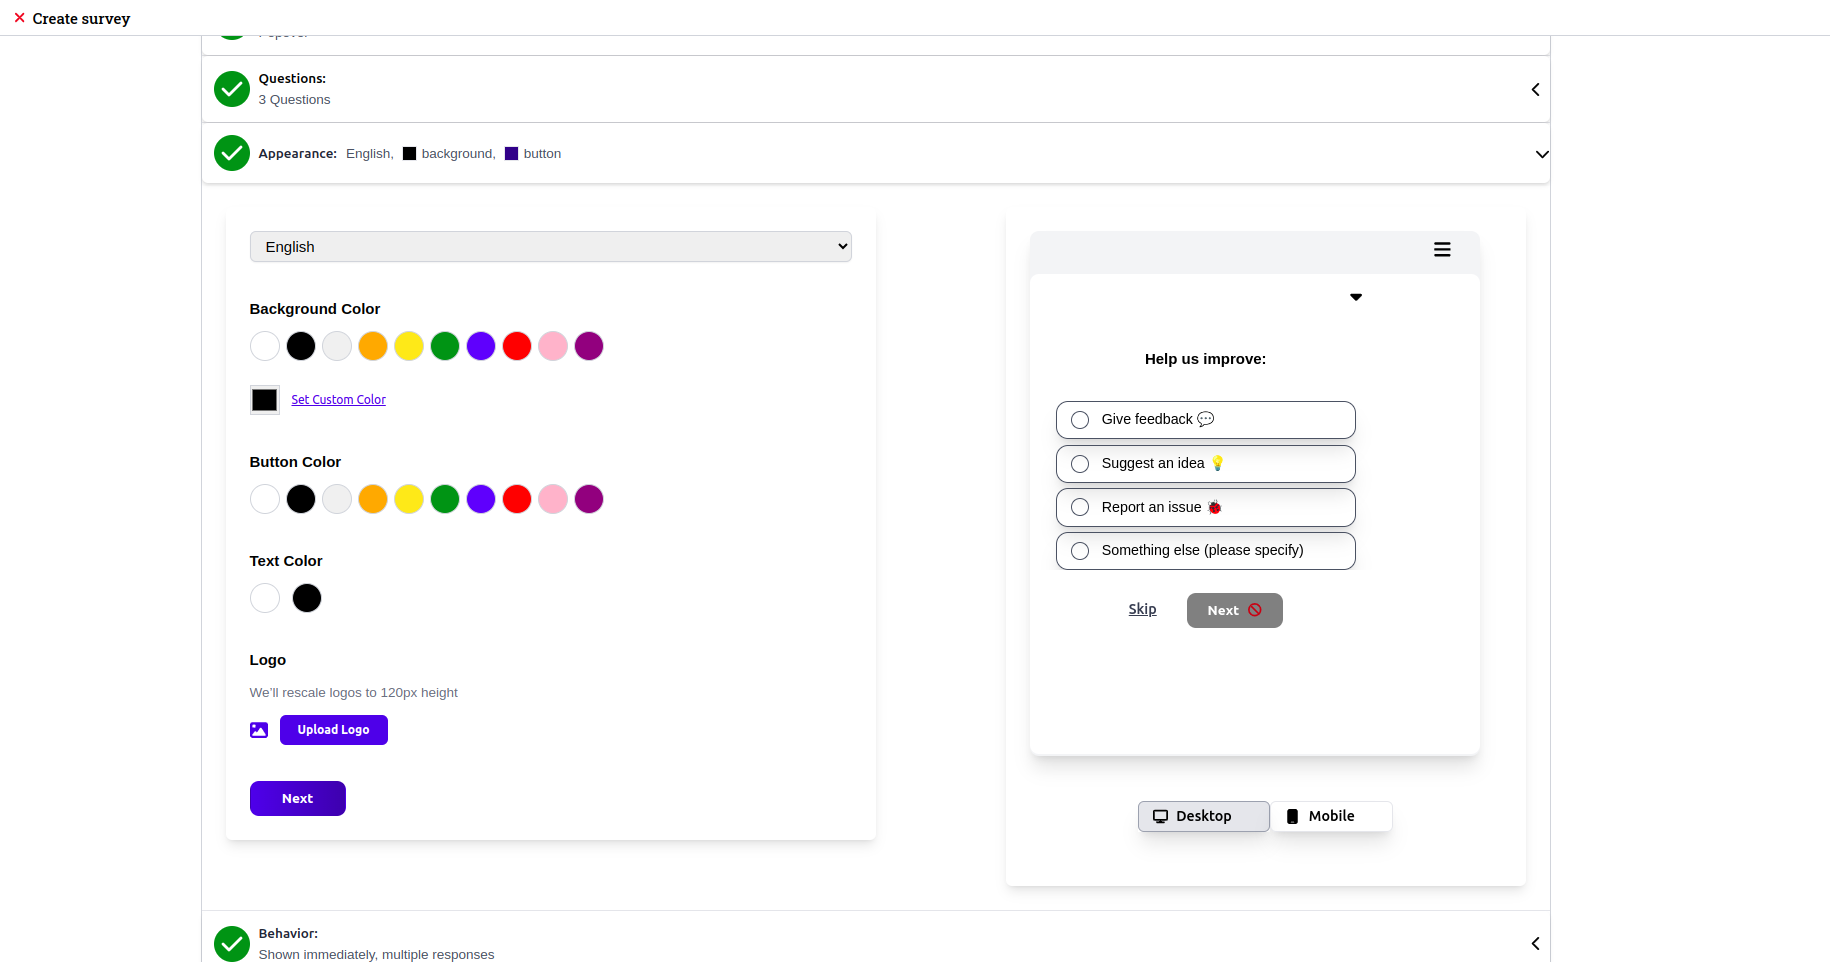 Create survey
Questions:
3 Questions
Appearance: English, background, button
English
Background Color
Set Custom Color
Button Color
Text Color
Logo
We'll rescale logos to 120px height
Upload Logo
Next
Help us improve:
Give feedback 💬
Suggest an idea 💡
Report an issue 🐞
Something else (please specify)
Skip
Next
Desktop
Mobile
Behavior:
Shown immediately, multiple responses